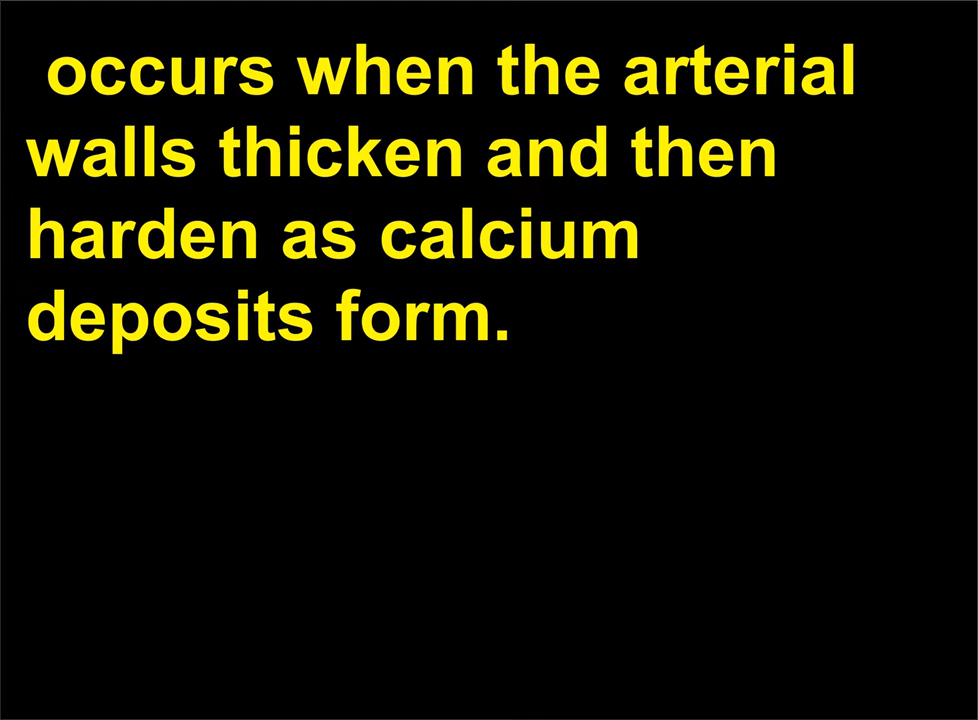 occurs when the arterial
walls thicken and then
harden as calcium
deposits form.